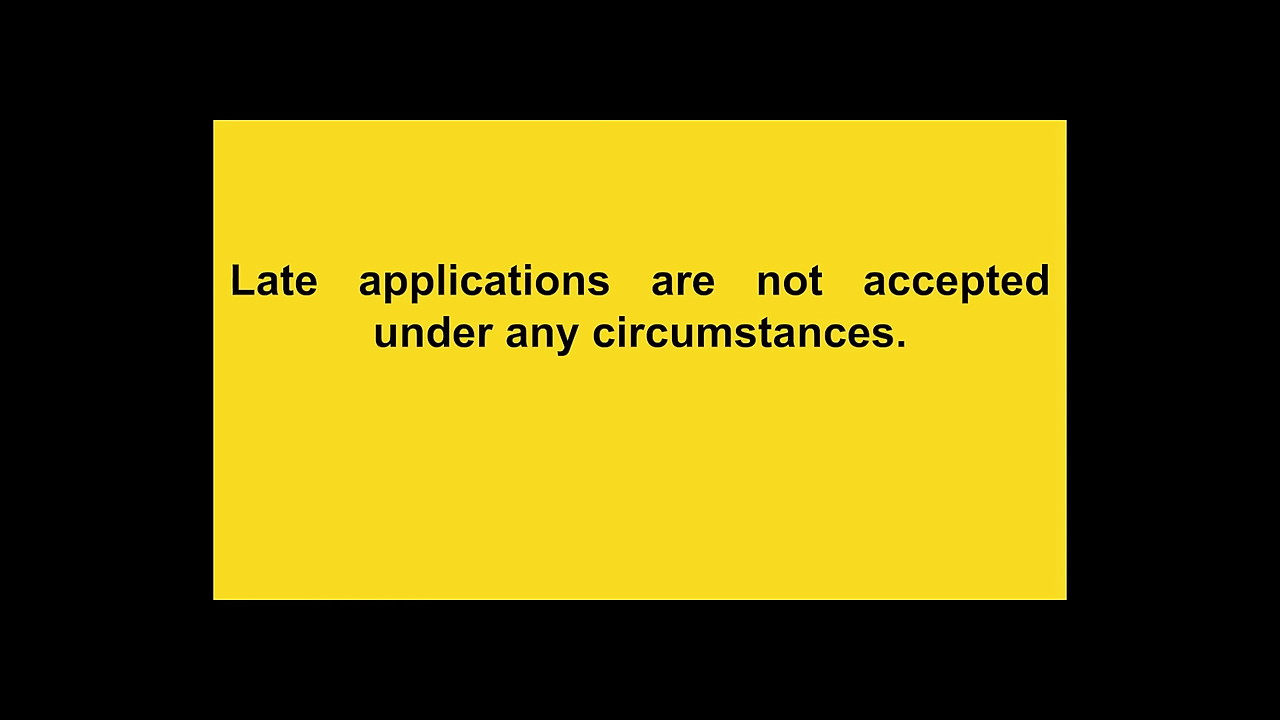 Late applications are not accepted
under any circumstances.